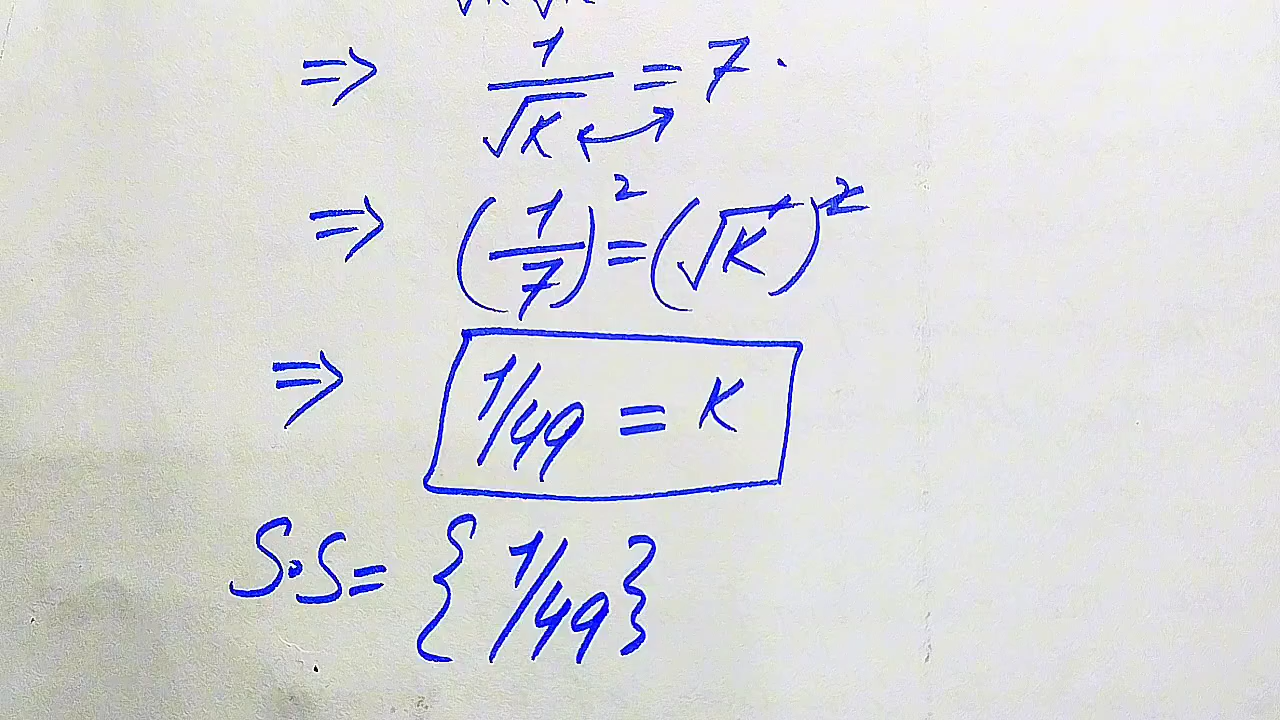 ⇒ 1/√K = 7.
⇒ (1/7)² = (√K)²
⇒ 1/49 = K
S.S = {1/49}